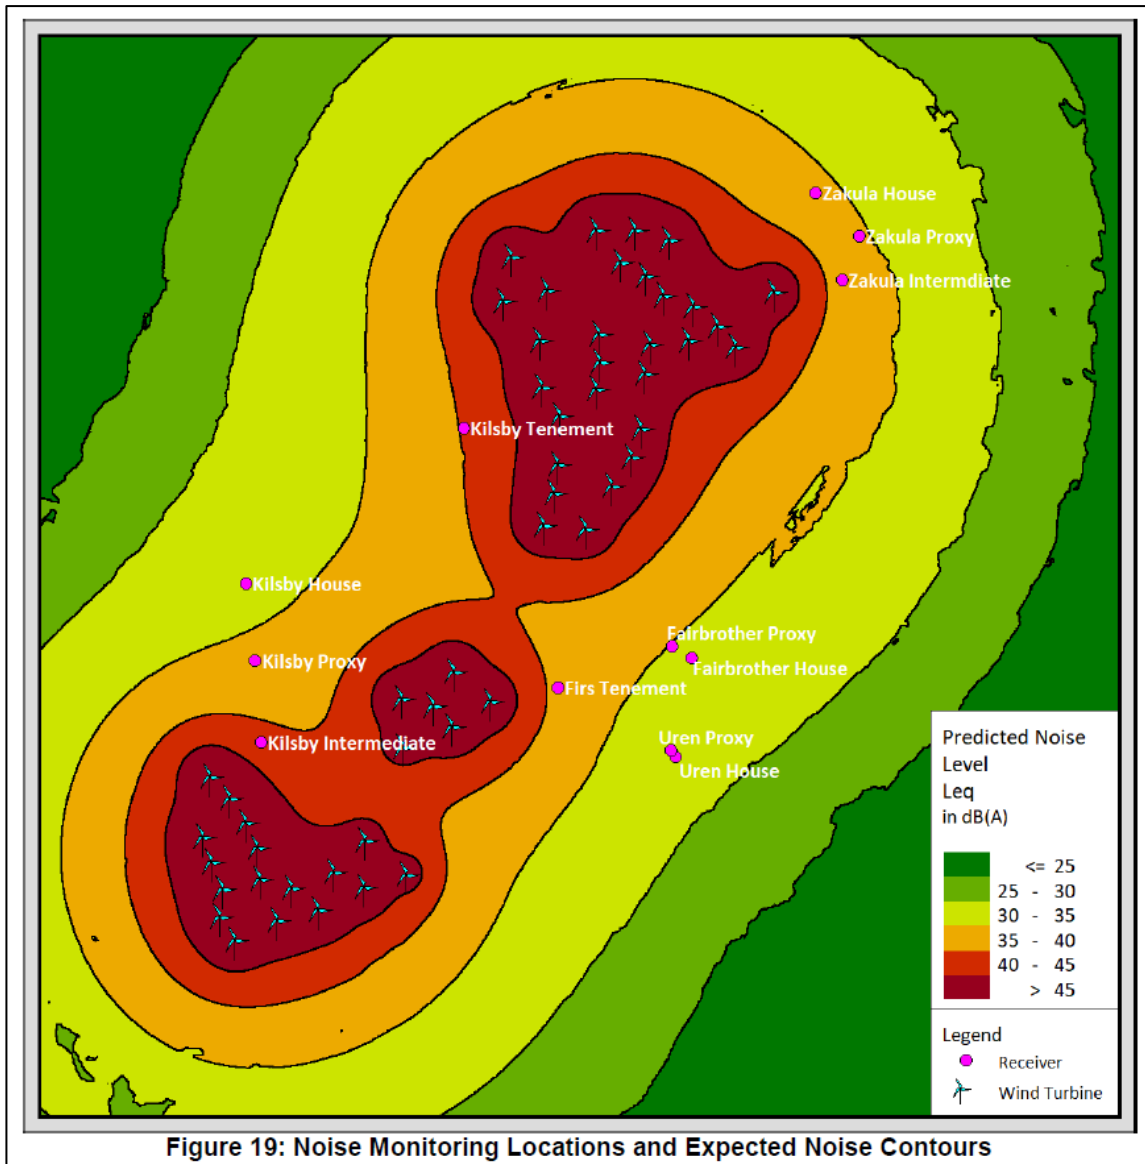 Zakula House
Zakula Proxy
Zakula Intermdiate
Kilsby Tenement
Kilsby House
Fairbrother Proxy
Kilsby Proxy
Fairbrother House
Firs Tenement
Uren Proxy
Kilsby Intermediate
Uren House
Predicted Noise
Level
Leq
in dB(A)
<= 25
25 - 30
30 - 35
35 - 40
40 - 45
> 45
Legend
Receiver
Wind Turbine
Figure 19: Noise Monitoring Locations and Expected Noise Contours